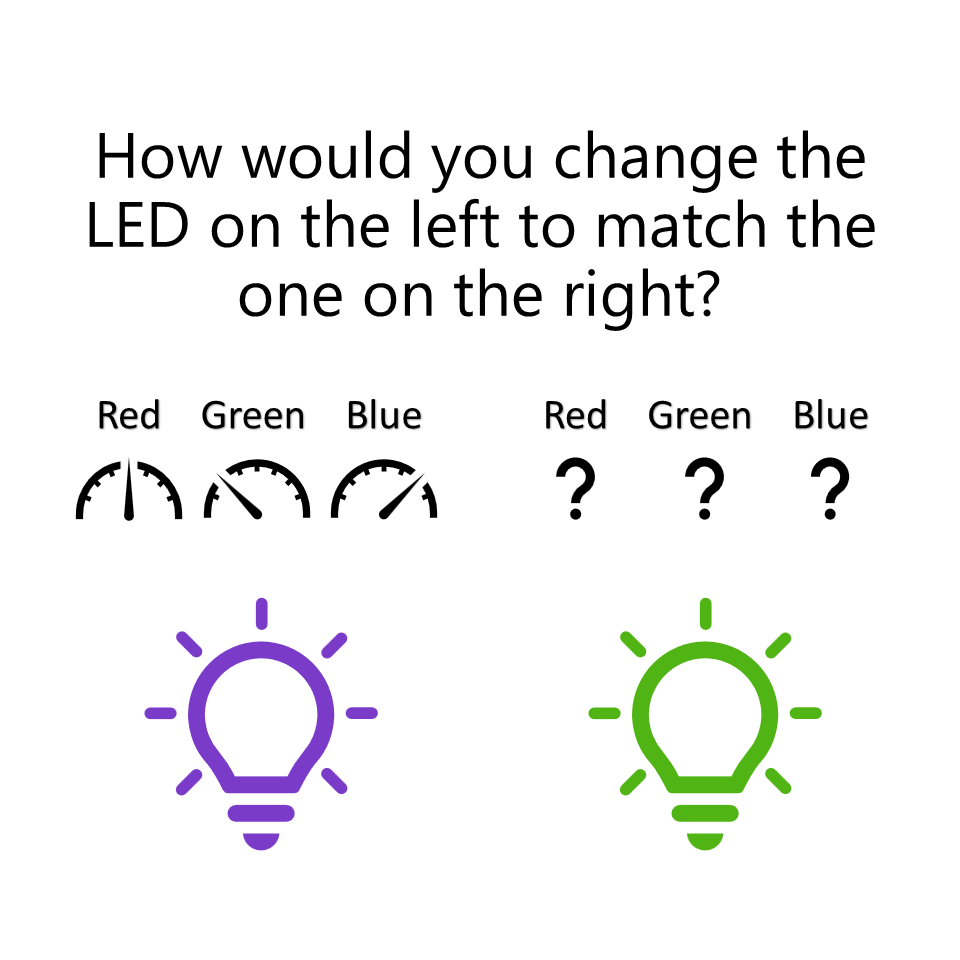 How would you change the
LED on the left to match the
one on the right?
Red Green Blue Red Green Blue
? ? ?